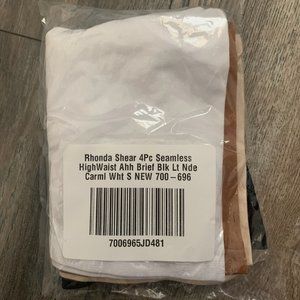 Rhonda Shear 4Pc Seamless
HighWaist Ahh Brief Blk Lt Nde
Carml Wht S NEW 700-696
7006965JD481